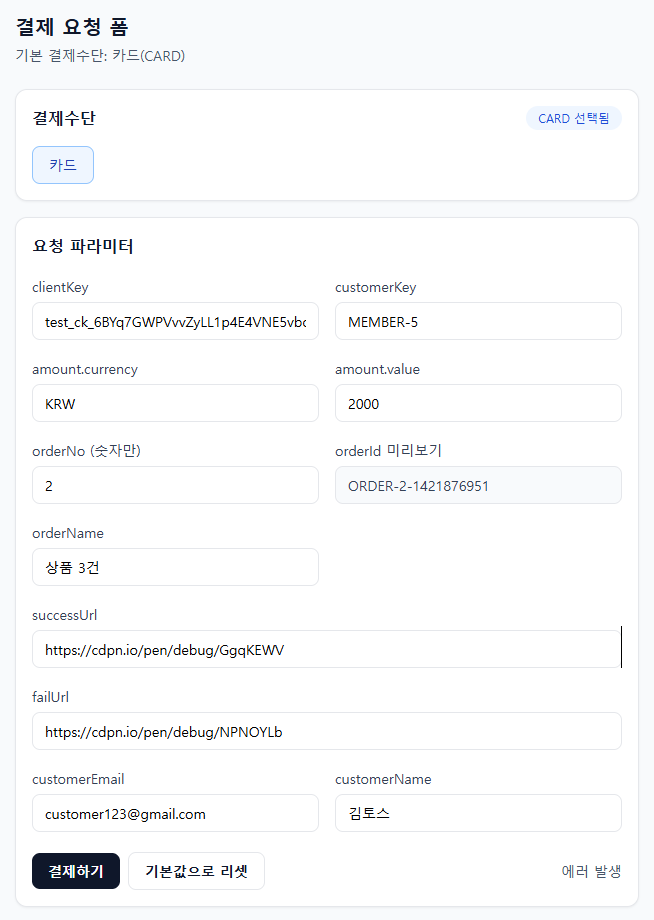 결제 요청 폼
기본 결제수단: 카드(CARD)
결제수단
CARD 선택됨
카드
요청 파라미터
clientKey
customerKey
test_ck_6BYq7GWPVvvZyLL1p4E4VNE5vbo
MEMBER-5
amount.currency
amount.value
KRW
2000
orderNo (숫자만)
orderId 미리보기
2
ORDER-2-1421876951
orderName
상품 3건
successUrl
https://cdpn.io/pen/debug/GgqKEWV
failUrl
https://cdpn.io/pen/debug/NPNOYLb
customerEmail
customerName
customer123@gmail.com
김토스
결제하기
기본값으로 리셋
에러 발생